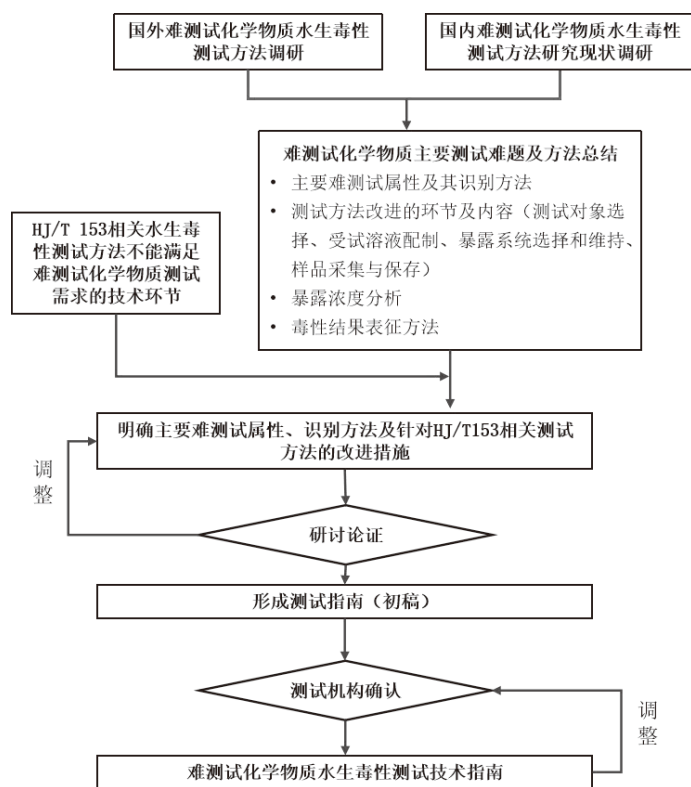 国外难测试化学物质水生毒性
测试方法调研
国内难测试化学物质水生毒性
测试方法研究现状调研
难测试化学物质主要测试难题及方法总结
• 主要难测试属性及其识别方法
• 测试方法改进的环节及内容（测试对象选
择、受试溶液配制、暴露系统选择和维持、
样品采集与保存）
• 暴露浓度分析
• 毒性结果表征方法
HJ/T 153相关水生毒
性测试方法不能满足
难测试化学物质测试
需求的技术环节
明确主要难测试属性、识别方法及针对HJ/T153相关测试
方法的改进措施
调
整
研讨论证
形成测试指南（初稿）
测试机构确认
调
整
难测试化学物质水生毒性测试技术指南